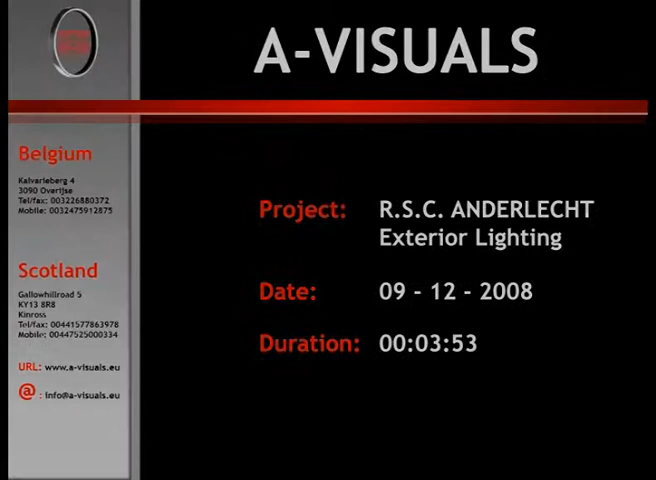 A-VISUALS
Belgium
Kalvarieberg 4
3090 Overijse
Tel/fax: 003226880372
Mobile: 0032475912875
Scotland
Gallowhillroad 5
KY13 8R8
Kinross
Tel/fax: 00441577863978
Mobile: 00447525000334
URL: www.a-visuals.eu
@ : info@a-visuals.eu
Project: R.S.C. ANDERLECHT
Exterior Lighting
Date: 09 - 12 - 2008
Duration: 00:03:53